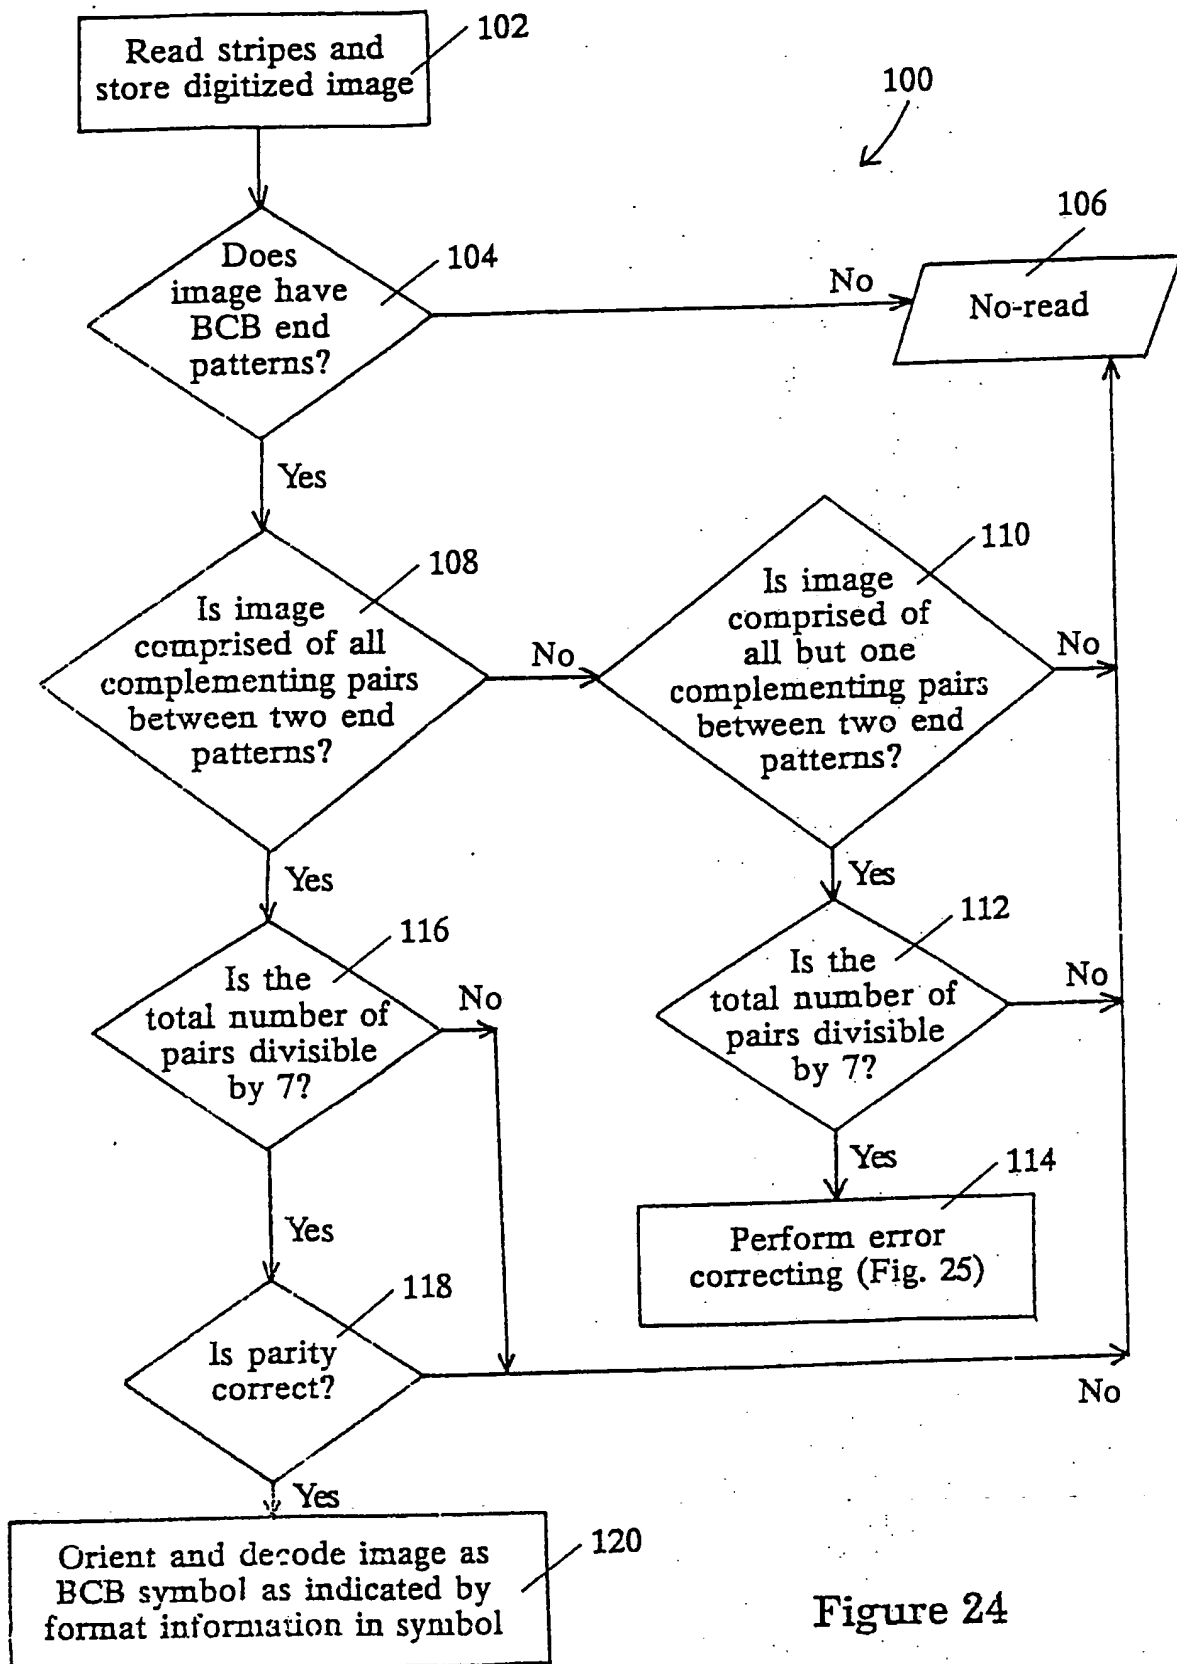 Read stripes and
store digitized image
102
100
106
No-read
Does
image have
BCB end
patterns?
104
No
Yes
Is image
comprised of all
complementing pairs
between two end
patterns?
108
No
Is image
comprised of
all but one
complementing pairs
between two end
patterns?
110
No
Yes
Yes
Is the
total number of
pairs divisible
by 7?
116
No
Is the
total number of
pairs divisible
by 7?
112
No
Yes
Yes
Perform error
correcting (Fig. 25)
114
Is parity
correct?
118
No
Yes
Orient and decode image as
BCB symbol as indicated by
format information in symbol
120
Figure 24